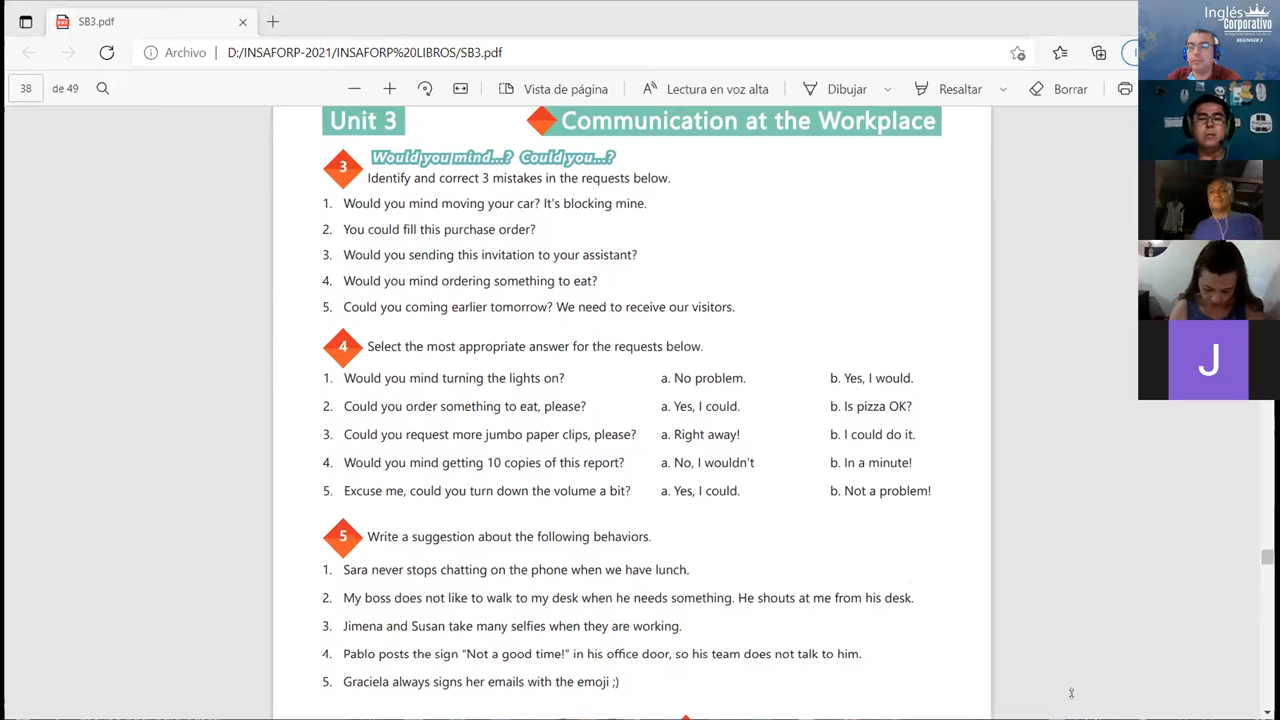 SB3.pdf
Archivo D:/INSAFORP-2021/INSAFORP%20LIBROS/SB3.pdf
38 de 49 Vista de página Lectura en voz alta Dibujar Resaltar Borrar
Inglés
Corporativo
BEGINNER 3
J
Unit 3 Communication at the Workplace
3 Would you mind...? Could you...?
Identify and correct 3 mistakes in the requests below.
1. Would you mind moving your car? It's blocking mine.
2. You could fill this purchase order?
3. Would you sending this invitation to your assistant?
4. Would you mind ordering something to eat?
5. Could you coming earlier tomorrow? We need to receive our visitors.
4 Select the most appropriate answer for the requests below.
1. Would you mind turning the lights on? a. No problem. b. Yes, I would.
2. Could you order something to eat, please? a. Yes, I could. b. Is pizza OK?
3. Could you request more jumbo paper clips, please? a. Right away! b. I could do it.
4. Would you mind getting 10 copies of this report? a. No, I wouldn't b. In a minute!
5. Excuse me, could you turn down the volume a bit? a. Yes, I could. b. Not a problem!
5 Write a suggestion about the following behaviors.
1. Sara never stops chatting on the phone when we have lunch.
2. My boss does not like to walk to my desk when he needs something. He shouts at me from his desk.
3. Jimena and Susan take many selfies when they are working.
4. Pablo posts the sign “Not a good time!” in his office door, so his team does not talk to him.
5. Graciela always signs her emails with the emoji ;)